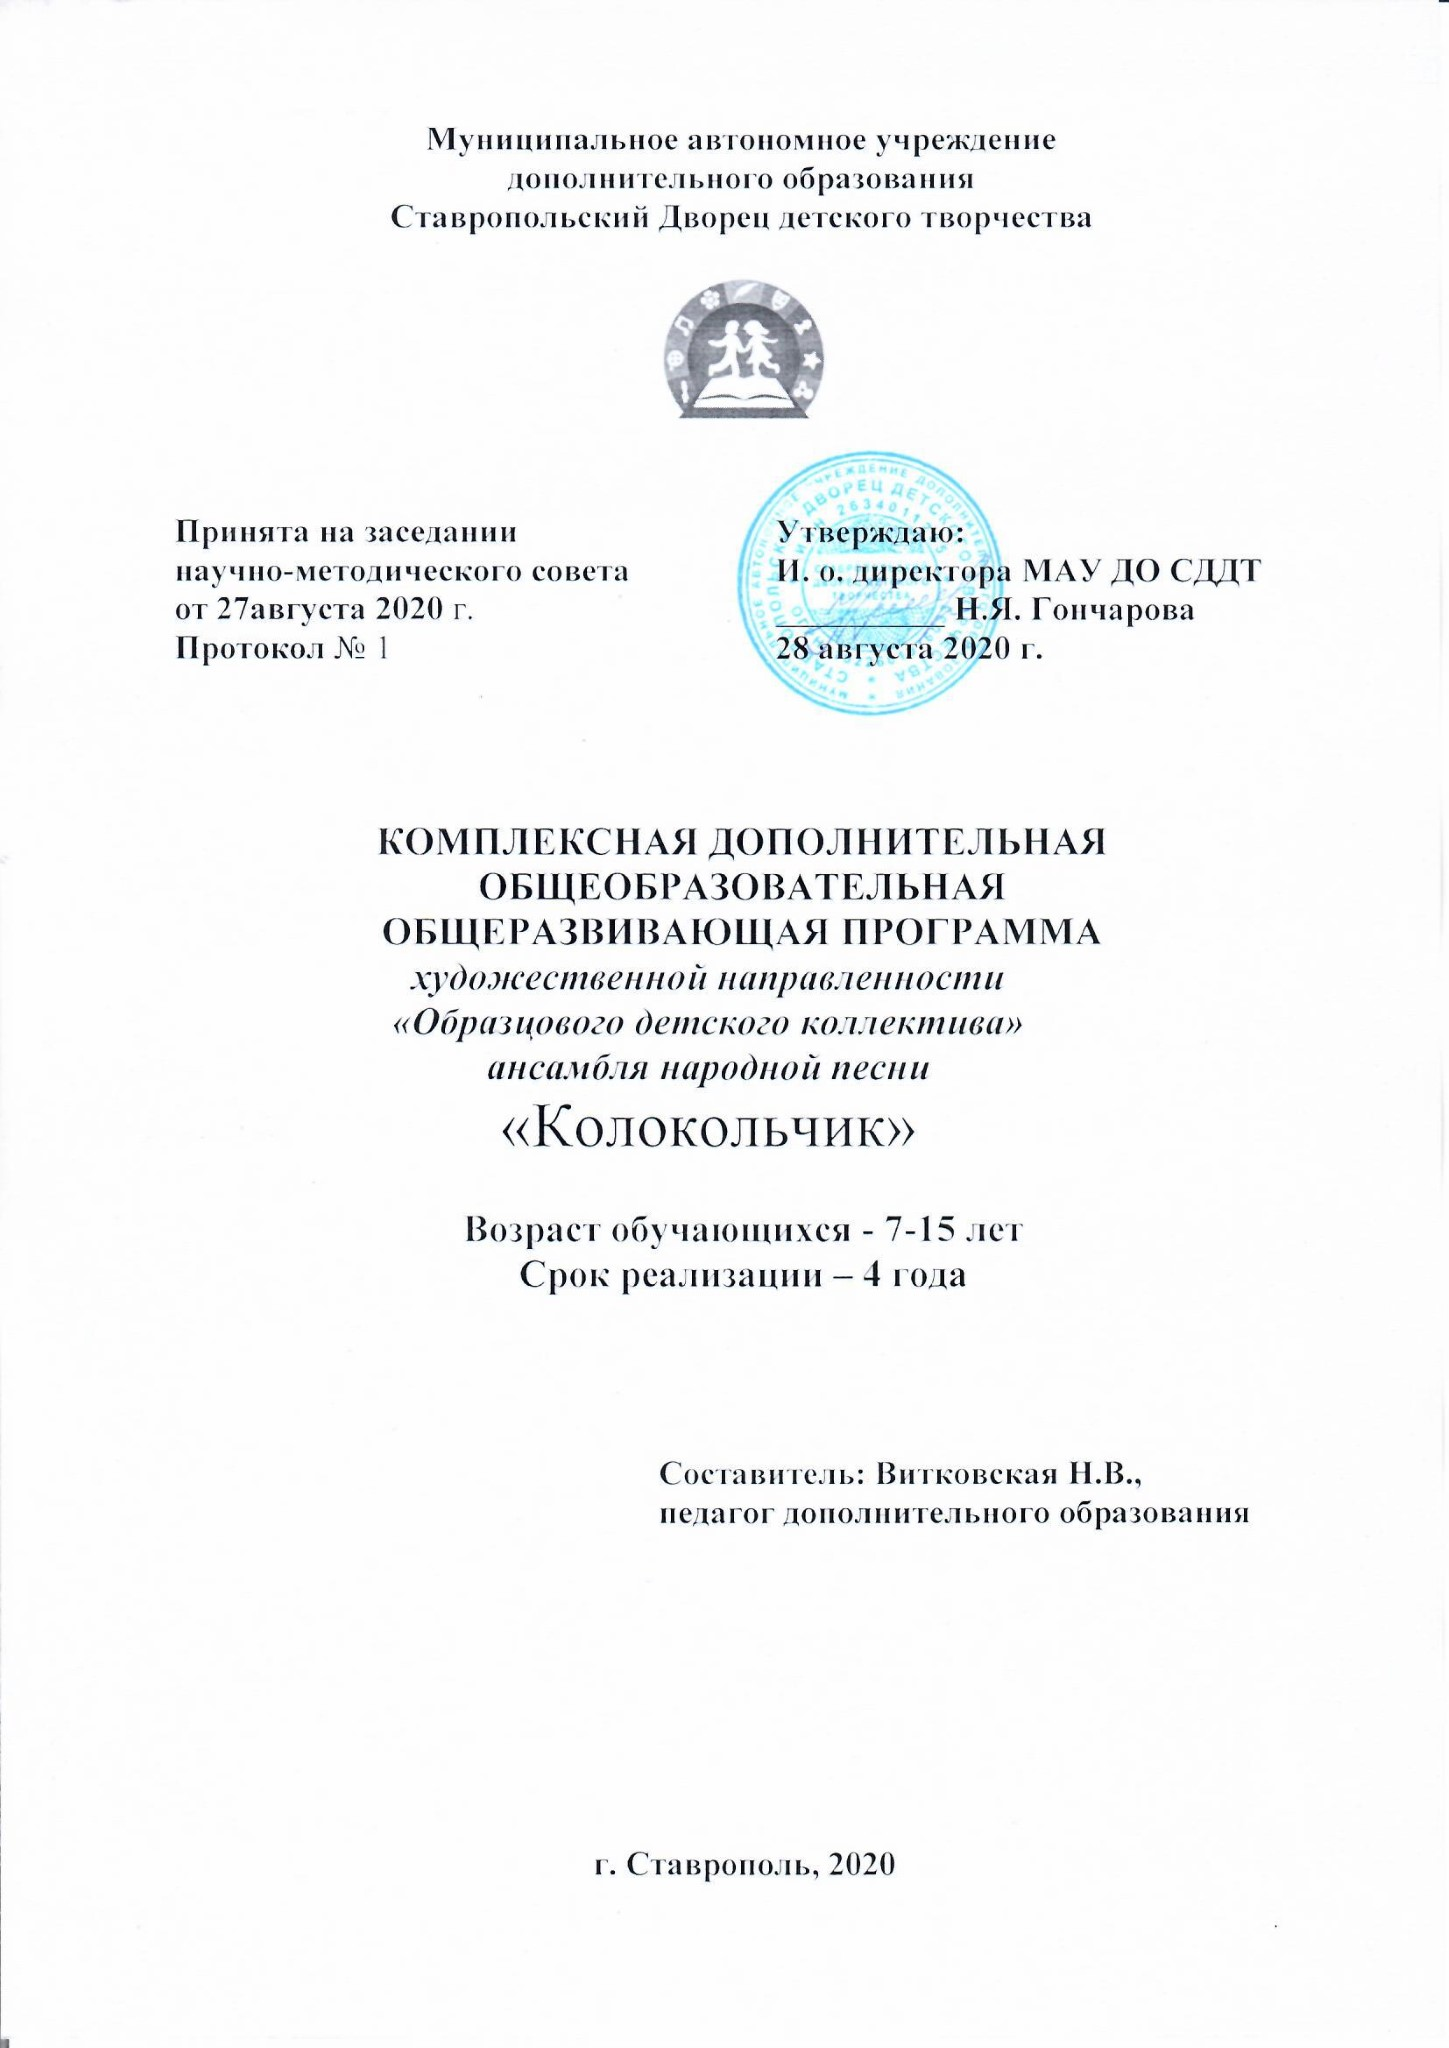 Муниципальное автономное учреждение
дополнительного образования
Ставропольский Дворец детского творчества
Принята на заседании
научно-методического совета
от 27августа 2020 г.
Протокол № 1
Утверждаю:
И. о. директора МАУ ДО СДДТ
__________ Н.Я. Гончарова
28 августа 2020 г.
КОМПЛЕКСНАЯ ДОПОЛНИТЕЛЬНАЯ
ОБЩЕОБРАЗОВАТЕЛЬНАЯ
ОБЩЕРАЗВИВАЮЩАЯ ПРОГРАММА
художественной направленности
«Образцового детского коллектива»
ансамбля народной песни
«Колокольчик»
Возраст обучающихся - 7-15 лет
Срок реализации – 4 года
Составитель: Витковская Н.В.,
педагог дополнительного образования
г. Ставрополь, 2020